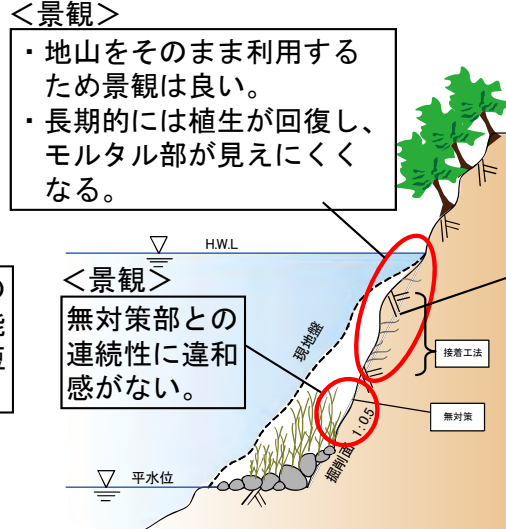 ＜景観＞
・地山をそのまま利用する
ため景観は良い。
・長期的には植生が回復し、
モルタル部が見えにくく
なる。
H.W.L
＜景観＞
無対策部との
連続性に違和
感がない。
の
現地盤
接着工法
無対策
掘削面 1:0.5
平水位